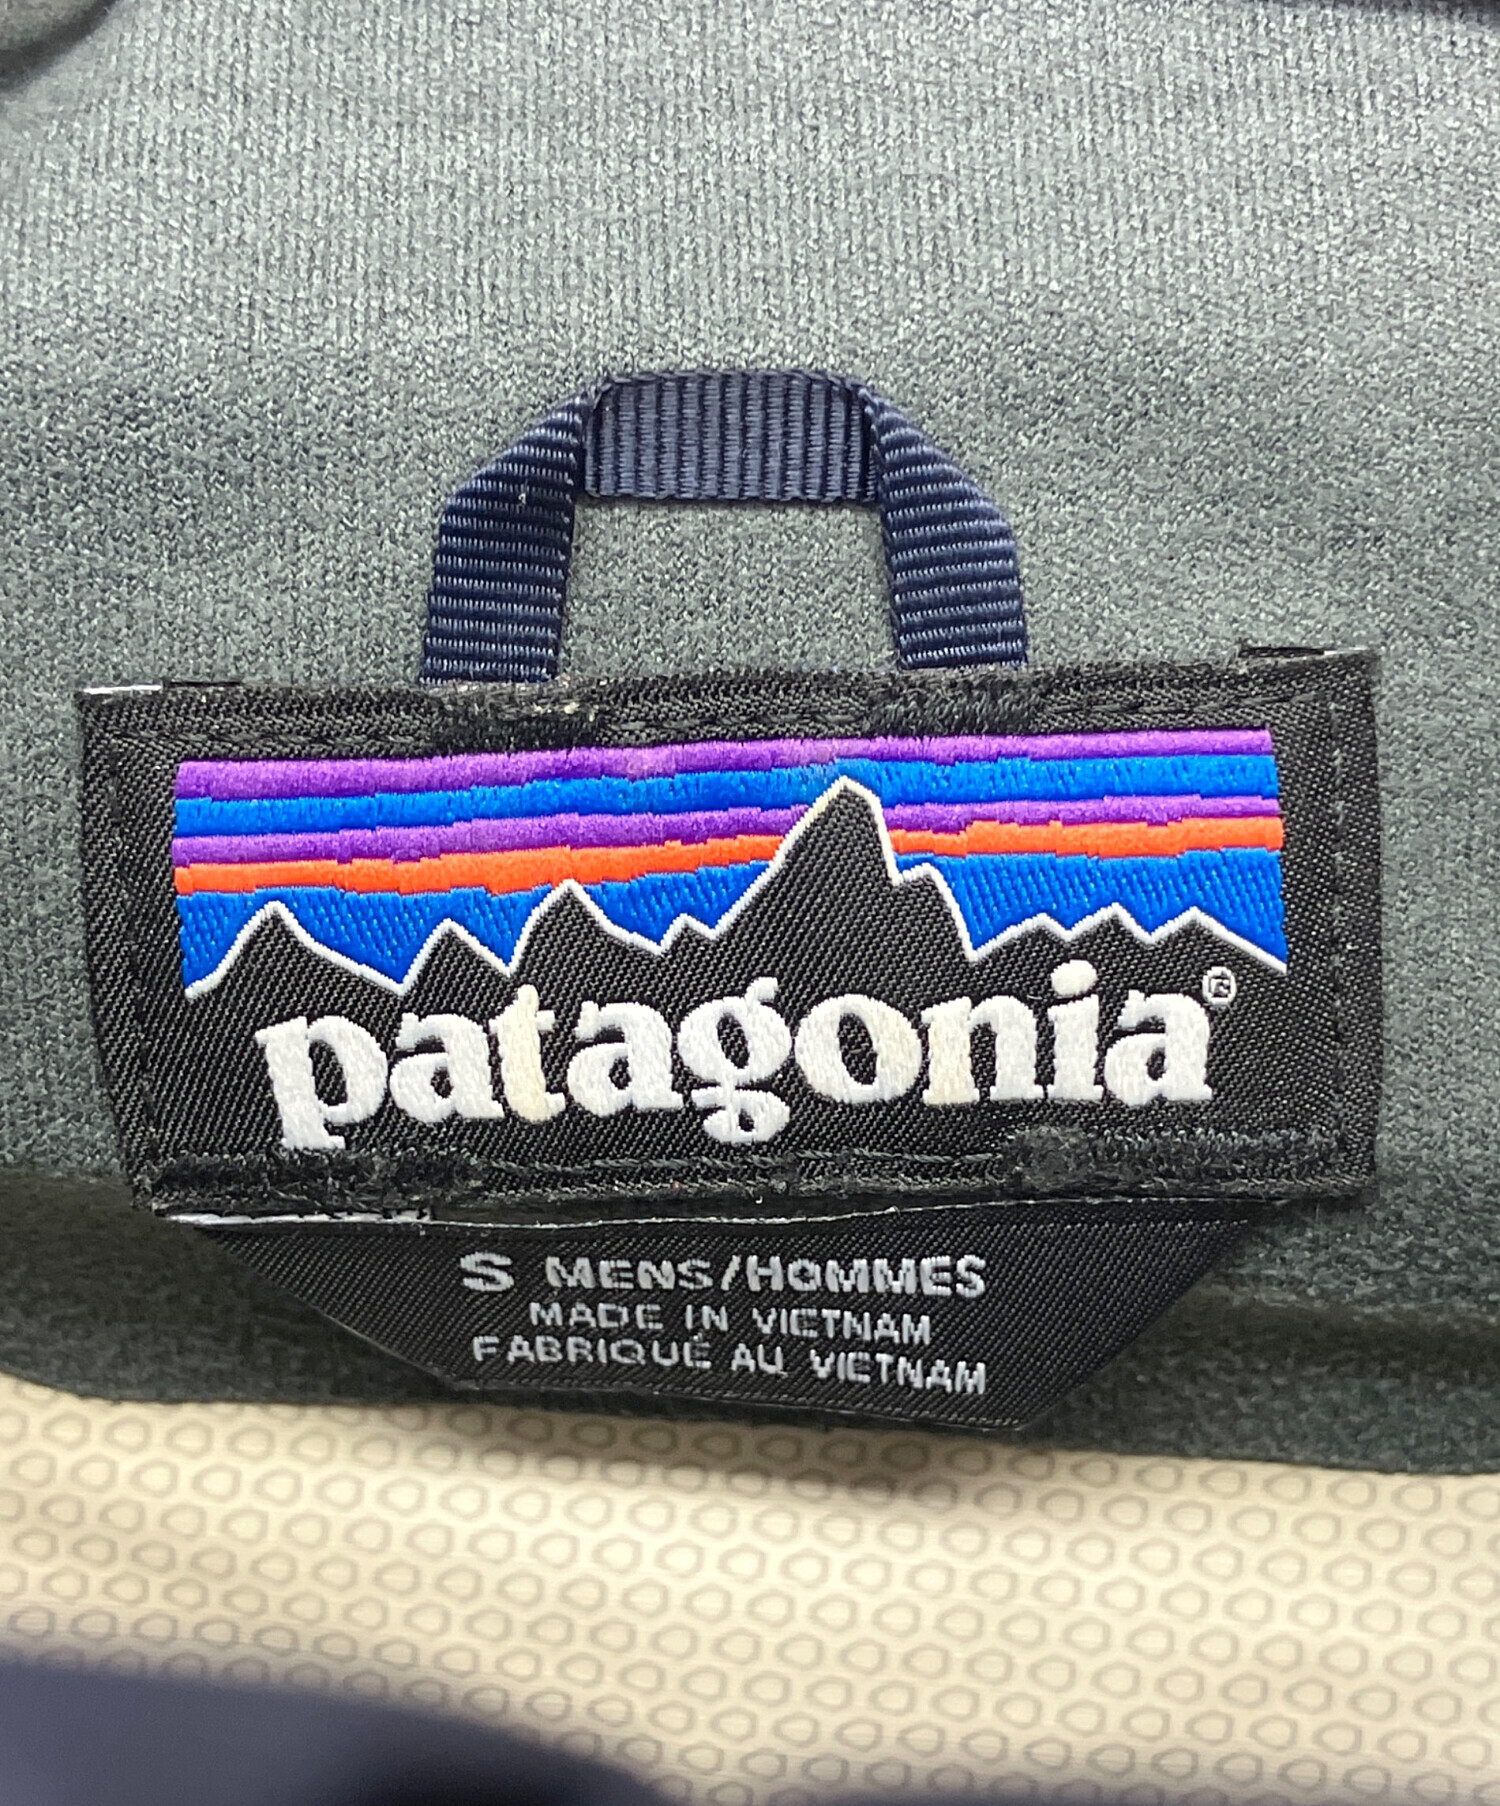 patagonia®
S MENS/HOMMES
MADE IN VIETNAM
FABRIQUÉ AU VIETNAM